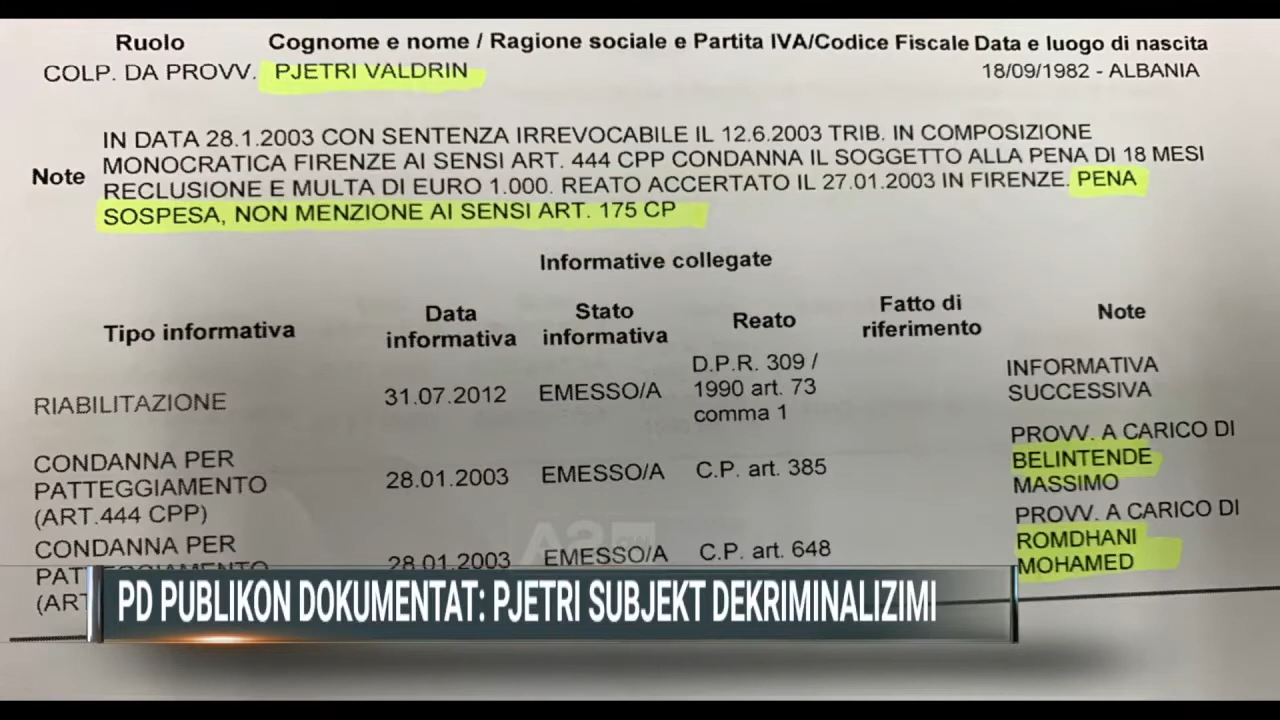 Ruolo Cognome e nome / Ragione sociale e Partita IVA/Codice Fiscale Data e luogo di nascita
COLP. DA PROVV. PJETRI VALDRIN 18/09/1982 - ALBANIA
IN DATA 28.1.2003 CON SENTENZA IRREVOCABILE IL 12.6.2003 TRIB. IN COMPOSIZIONE
MONOCRATICA FIRENZE AI SENSI ART. 444 CPP CONDANNA IL SOGGETTO ALLA PENA DI 18 MESI
Note
RECLUSIONE E MULTA DI EURO 1.000. REATO ACCERTATO IL 27.01.2003 IN FIRENZE. PENA
SOSPESA, NON MENZIONE AI SENSI ART. 175 CP
Informative collegate
Tipo informativa
Data
informativa
Stato
informativa
Reato
Fatto di
riferimento
Note
RIABILITAZIONE
31.07.2012
EMESSO/A
D.P.R. 309 /
1990 art. 73
comma 1
INFORMATIVA
SUCCESSIVA
CONDANNA PER
PATTEGGIAMENTO
(ART.444 CPP)
28.01.2003
EMESSO/A
C.P. art. 385
PROVV. A CARICO DI
BELINTENDE
MASSIMO
CONDANNA PER
PATTEGGIAMENTO
(ART
28.01.2003
EMESSO/A
C.P. art. 648
PROVV. A CARICO DI
ROMDHANI
MOHAMED
A2 CNN
PD PUBLIKON DOKUMENTAT: PJETRI SUBJEKT DEKRIMINALIZIMI